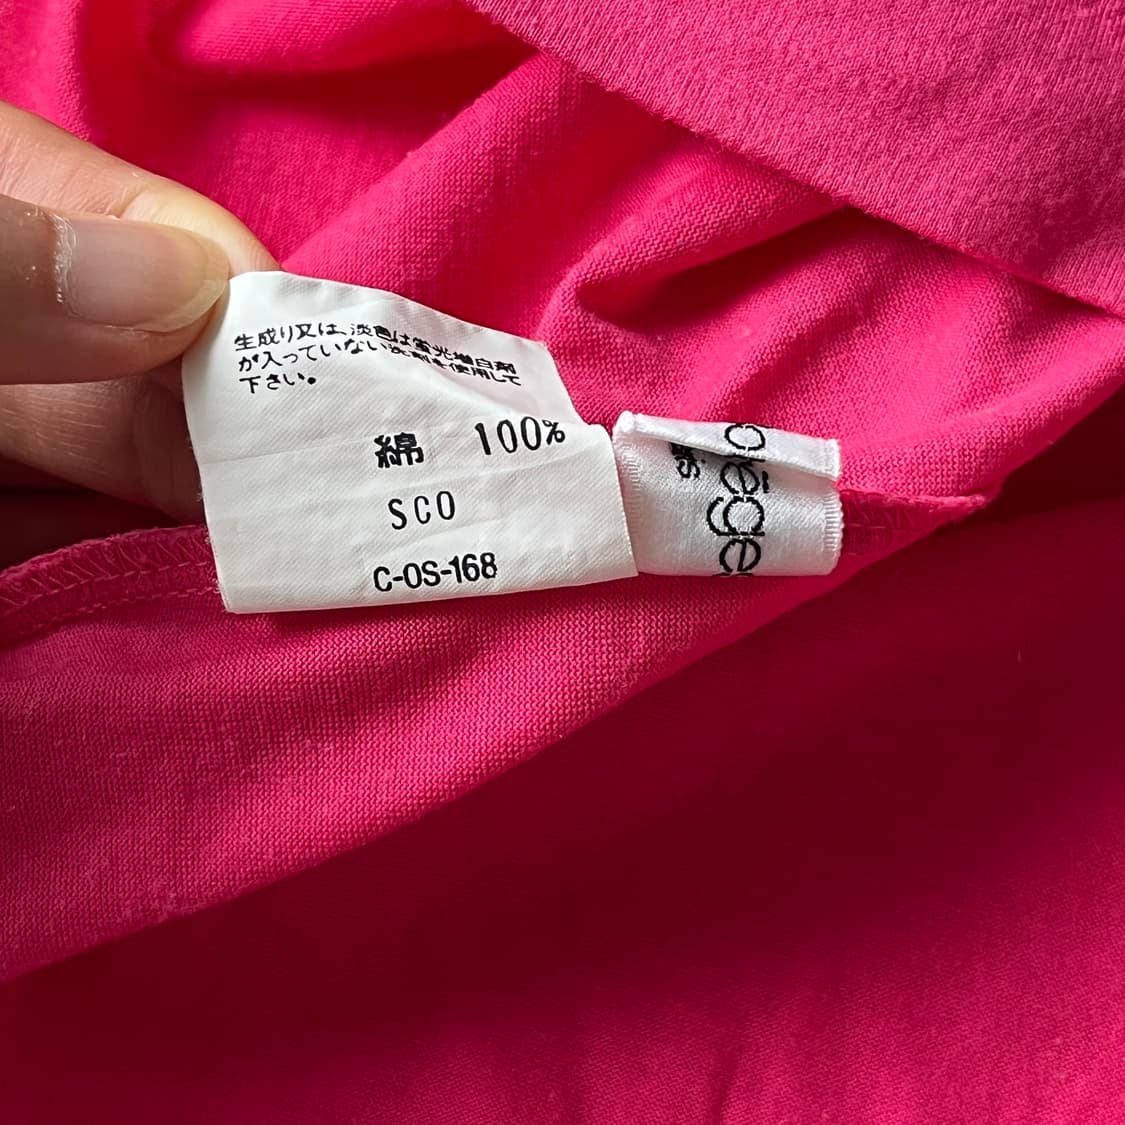 生成り又は、淡色は蛍光増白剤
が入っていない洗剤を使用して
下さい。
綿 100%
SCO
C-OS-168